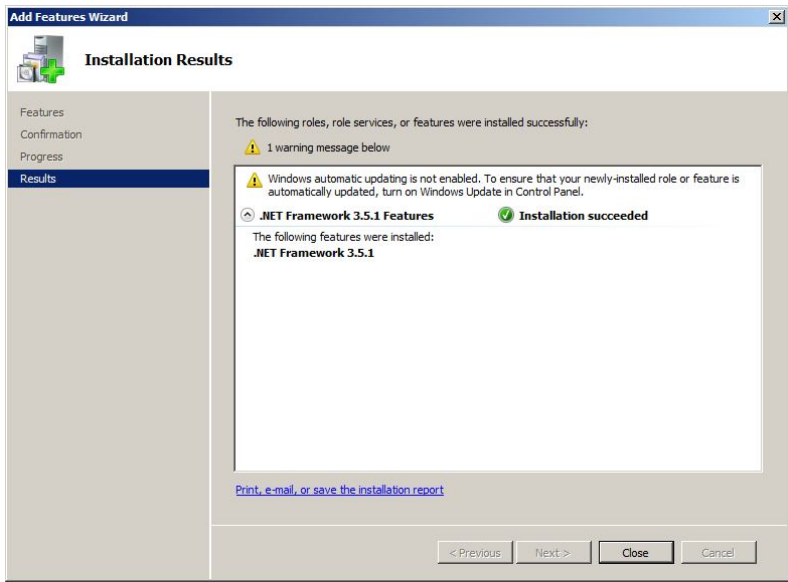 Add Features Wizard
Installation Results
Features
Confirmation
Progress
Results
The following roles, role services, or features were installed successfully:
1 warning message below
Windows automatic updating is not enabled. To ensure that your newly-installed role or feature is
automatically updated, turn on Windows Update in Control Panel.
.NET Framework 3.5.1 Features
Installation succeeded
The following features were installed:
.NET Framework 3.5.1
Print, e-mail, or save the installation report
< Previous
Next >
Close
Cancel